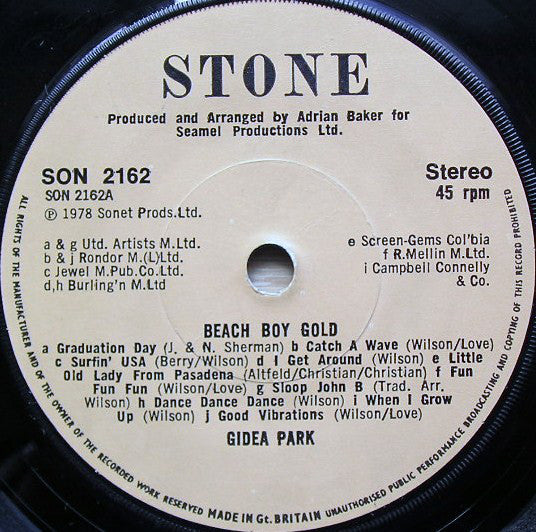 STONE
Produced and Arranged by Adrian Baker for
Seamel Productions Ltd.
SON 2162
SON 2162A
℗ 1978 Sonet Prods.Ltd.
Stereo
45 rpm
a & g Utd. Artists M.Ltd.
b & j Rondor M.(L)Ltd.
c Jewel M.Pub.Co.Ltd.
d,h Burling'n M.Ltd
e Screen-Gems Col'bia
f R.Mellin M.Ltd.
i Campbell Connelly
& Co.
BEACH BOY GOLD
a Graduation Day (J. & N. Sherman) b Catch A Wave (Wilson/Love)
c Surfin' USA (Berry/Wilson) d I Get Around (Wilson) e Little
Old Lady From Pasadena (Altfeld/Christian/Christian) f Fun
Fun Fun (Wilson/Love) g Sloop John B (Trad. Arr.
Wilson) h Dance Dance Dance (Wilson) i When I Grow
Up (Wilson) j Good Vibrations (Wilson/Love)
GIDEA PARK
ALL RIGHTS OF THE MANUFACTURER AND OF THE OWNER OF THE RECORDED WORK RESERVED MADE IN Gt. BRITAIN UNAUTHORISED PUBLIC PERFORMANCE BROADCASTING AND COPYING OF THIS RECORD PROHIBITED